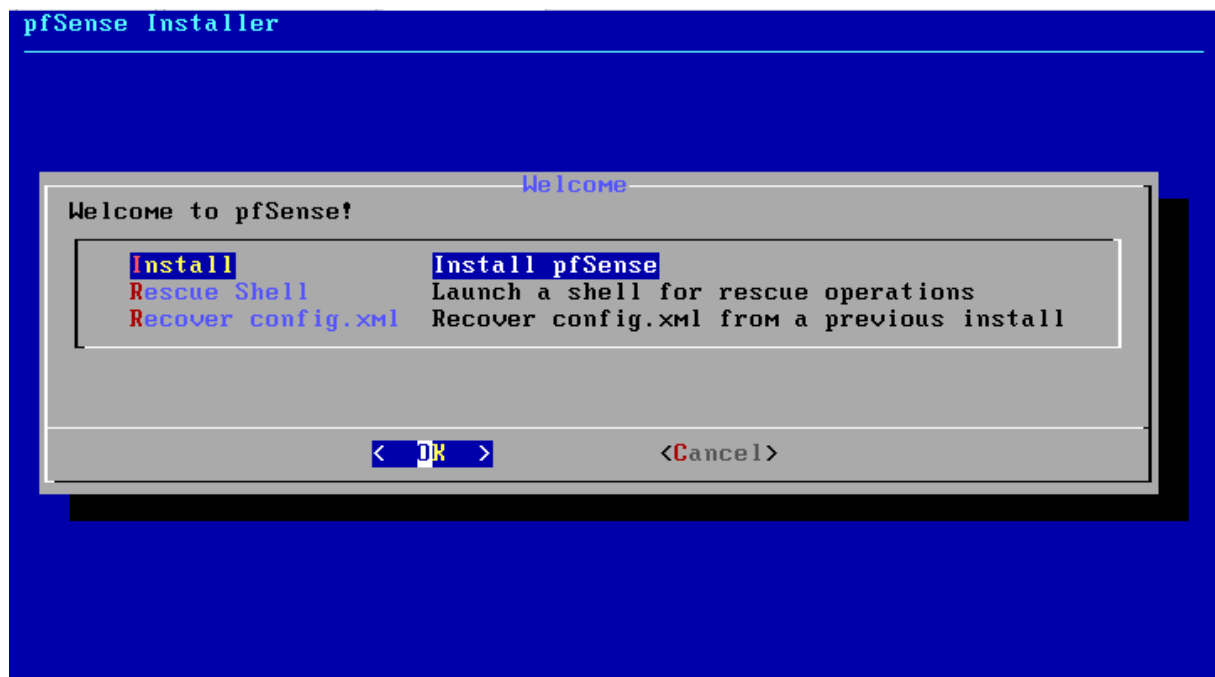 pfSense Installer
Welcome
Welcome to pfSense!
Install Install pfSense
Rescue Shell Launch a shell for rescue operations
Recover config.xml Recover config.xml from a previous install
< OK > <Cancel>